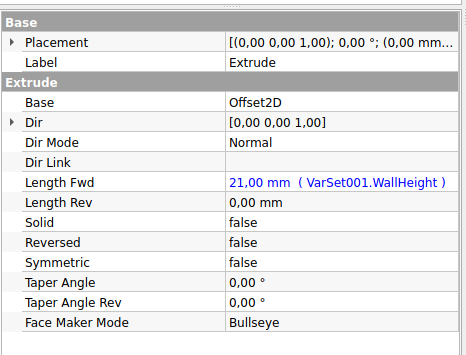 Base
Placement [(0,00 0,00 1,00); 0,00 °; (0,00 mm...
Label Extrude
Extrude
Base Offset2D
Dir [0,00 0,00 1,00]
Dir Mode Normal
Dir Link
Length Fwd 21,00 mm ( VarSet001.WallHeight )
Length Rev 0,00 mm
Solid false
Reversed false
Symmetric false
Taper Angle 0,00 °
Taper Angle Rev 0,00 °
Face Maker Mode Bullseye